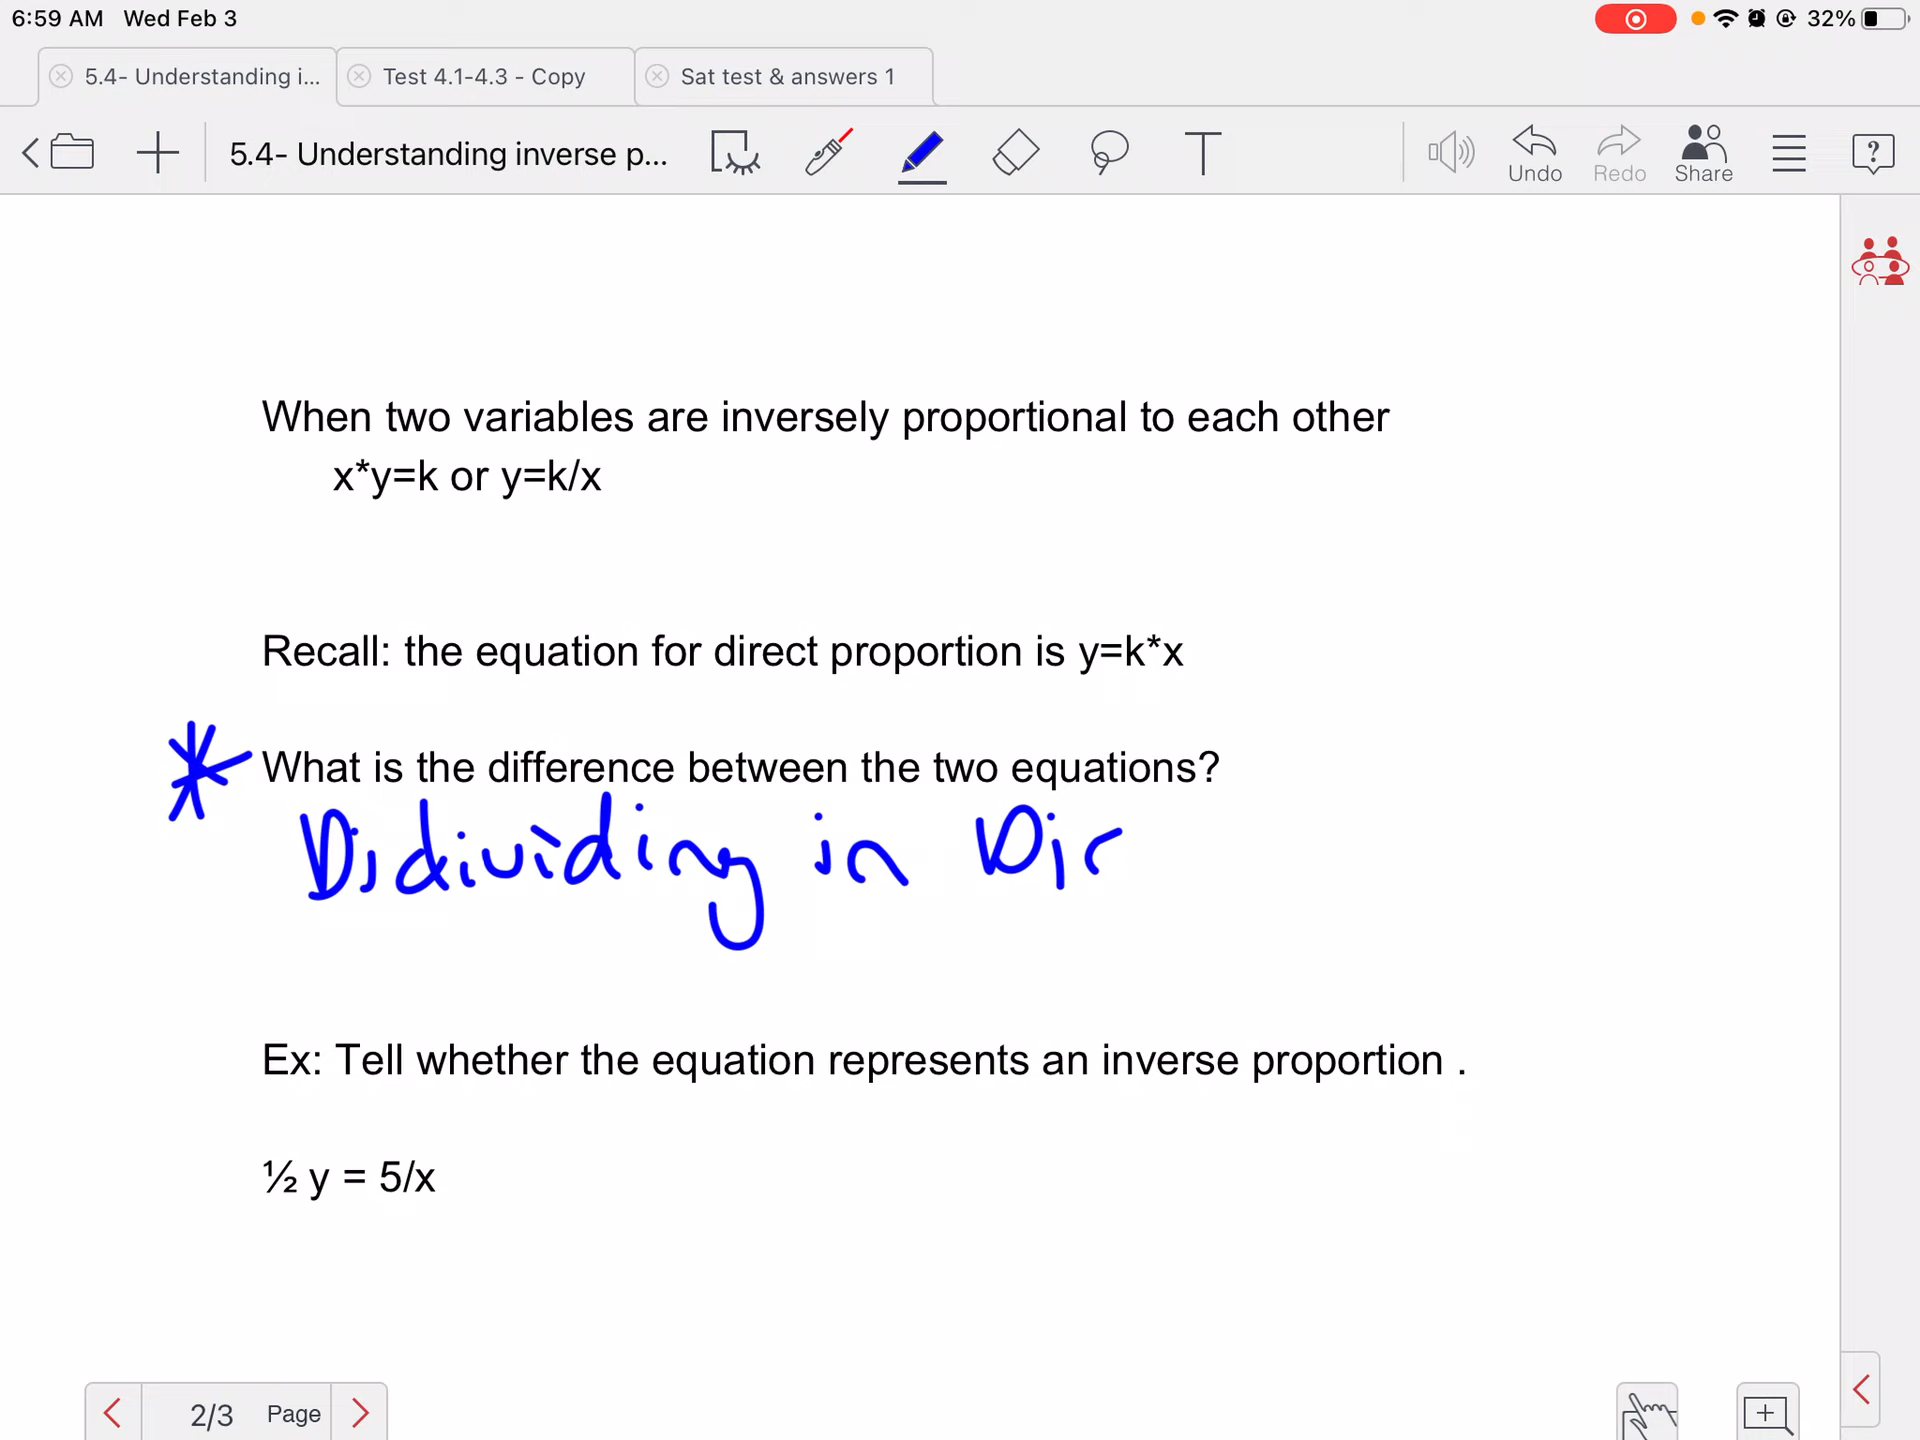 6:59 AM Wed Feb 3
32%
5.4- Understanding i...
Test 4.1-4.3 - Copy
Sat test & answers 1
5.4- Understanding inverse p...
T
Undo
Redo
Share
?
When two variables are inversely proportional to each other
x*y=k or y=k/x
Recall: the equation for direct proportion is y=k*x
* What is the difference between the two equations?
Didividing in Dir
Ex: Tell whether the equation represents an inverse proportion .
½ y = 5/x
2/3 Page